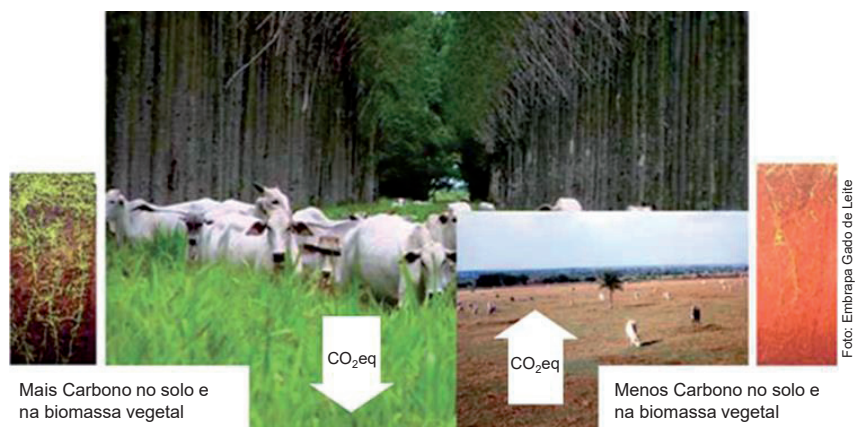 CO₂eq
CO₂eq
Mais Carbono no solo e
na biomassa vegetal
Menos Carbono no solo e
na biomassa vegetal
Foto: Embrapa Gado de Leite